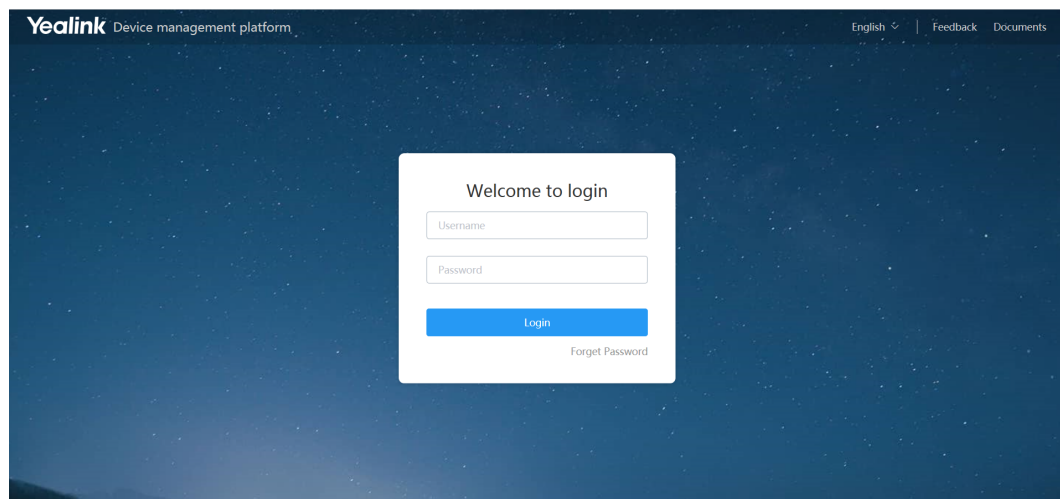 Yealink Device management platform English Feedback Documents
Welcome to login
Username
Password
Login
Forget Password